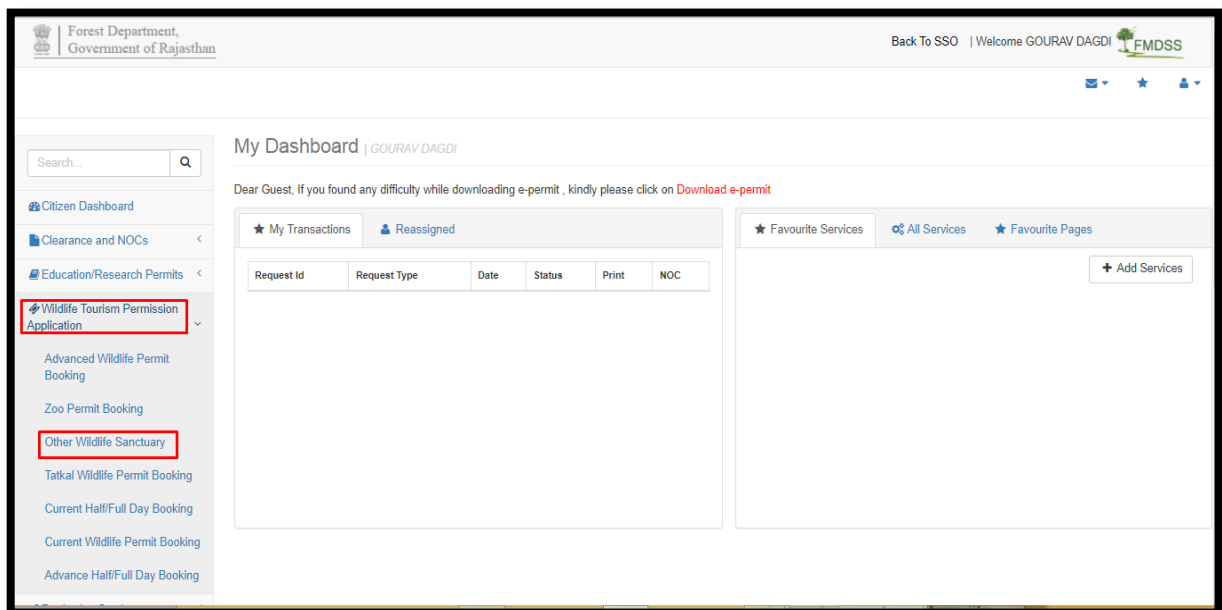 Forest Department,
Government of Rajasthan
Back To SSO | Welcome GOURAV DAGDI
FMDSS
Search...
My Dashboard | GOURAV DAGDI
Dear Guest, If you found any difficulty while downloading e-permit , kindly please click on Download e-permit
Citizen Dashboard
Clearance and NOCs
Education/Research Permits
Wildlife Tourism Permission
Application
Advanced Wildlife Permit
Booking
Zoo Permit Booking
Other Wildlife Sanctuary
Tatkal Wildlife Permit Booking
Current Half/Full Day Booking
Current Wildlife Permit Booking
Advance Half/Full Day Booking
My Transactions Reassigned
Request Id Request Type Date Status Print NOC
Favourite Services All Services Favourite Pages
+ Add Services